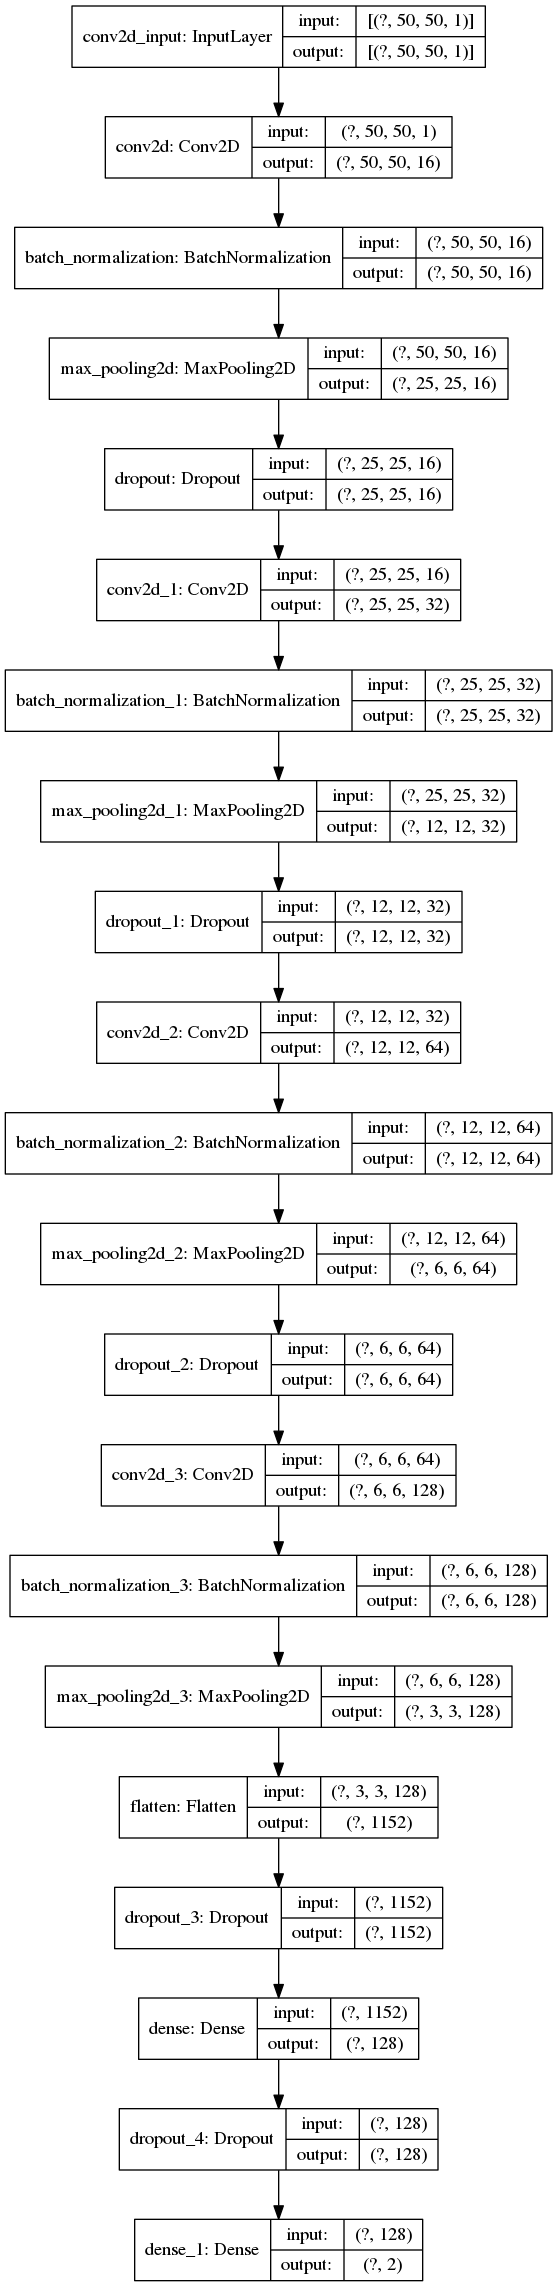 conv2d_input: InputLayer
input: [(?, 50, 50, 1)]
output: [(?, 50, 50, 1)]
conv2d: Conv2D
input: (?, 50, 50, 1)
output: (?, 50, 50, 16)
batch_normalization: BatchNormalization
input: (?, 50, 50, 16)
output: (?, 50, 50, 16)
max_pooling2d: MaxPooling2D
input: (?, 50, 50, 16)
output: (?, 25, 25, 16)
dropout: Dropout
input: (?, 25, 25, 16)
output: (?, 25, 25, 16)
conv2d_1: Conv2D
input: (?, 25, 25, 16)
output: (?, 25, 25, 32)
batch_normalization_1: BatchNormalization
input: (?, 25, 25, 32)
output: (?, 25, 25, 32)
max_pooling2d_1: MaxPooling2D
input: (?, 25, 25, 32)
output: (?, 12, 12, 32)
dropout_1: Dropout
input: (?, 12, 12, 32)
output: (?, 12, 12, 32)
conv2d_2: Conv2D
input: (?, 12, 12, 32)
output: (?, 12, 12, 64)
batch_normalization_2: BatchNormalization
input: (?, 12, 12, 64)
output: (?, 12, 12, 64)
max_pooling2d_2: MaxPooling2D
input: (?, 12, 12, 64)
output: (?, 6, 6, 64)
dropout_2: Dropout
input: (?, 6, 6, 64)
output: (?, 6, 6, 64)
conv2d_3: Conv2D
input: (?, 6, 6, 64)
output: (?, 6, 6, 128)
batch_normalization_3: BatchNormalization
input: (?, 6, 6, 128)
output: (?, 6, 6, 128)
max_pooling2d_3: MaxPooling2D
input: (?, 6, 6, 128)
output: (?, 3, 3, 128)
flatten: Flatten
input: (?, 3, 3, 128)
output: (?, 1152)
dropout_3: Dropout
input: (?, 1152)
output: (?, 1152)
dense: Dense
input: (?, 1152)
output: (?, 128)
dropout_4: Dropout
input: (?, 128)
output: (?, 128)
dense_1: Dense
input: (?, 128)
output: (?, 2)